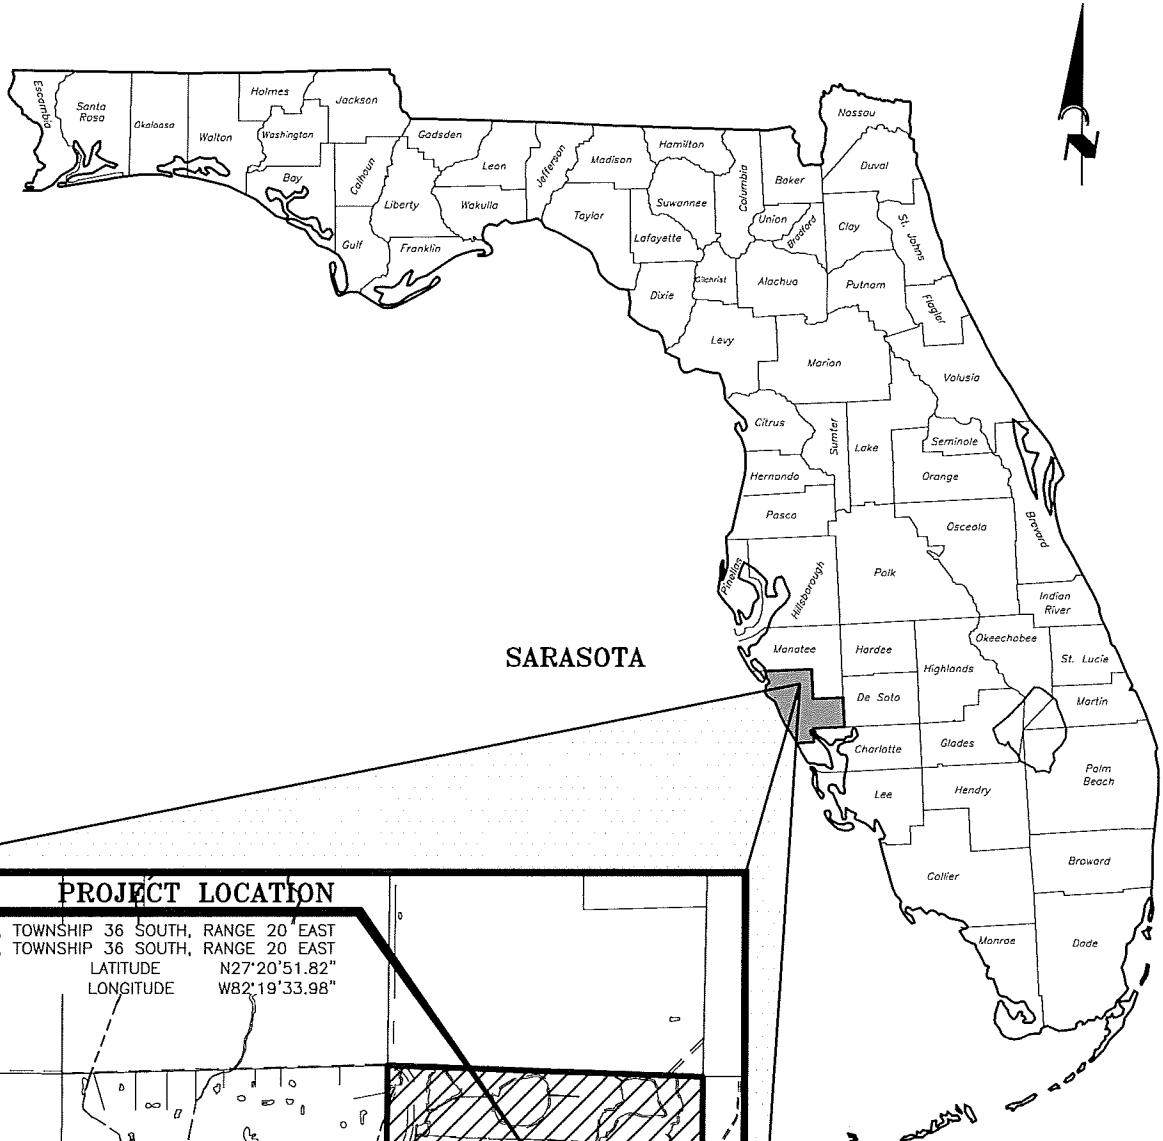 N
Escambia
Santa
Rosa
Okaloosa
Walton
Holmes
Washington
Jackson
Bay
Calhoun
Gulf
Liberty
Gadsden
Franklin
Leon
Wakulla
Jefferson
Madison
Taylor
Hamilton
Suwannee
Lafayette
Dixie
Columbia
Gilchrist
Baker
Union
Bradford
Alachua
Levy
Nassau
Duval
Clay
St. Johns
Putnam
Flagler
Marion
Volusia
Citrus
Sumter
Lake
Seminole
Orange
Hernando
Pasco
Osceola
Brevard
Pinellas
Hillsborough
Polk
Indian
River
SARASOTA
Manatee
Hardee
Highlands
Okeechobee
St. Lucie
De Soto
Martin
Charlotte
Glades
Palm
Beach
Lee
Hendry
Collier
Broward
Monroe
Dade
PROJECT LOCATION
, TOWNSHIP 36 SOUTH, RANGE 20 EAST
, TOWNSHIP 36 SOUTH, RANGE 20 EAST
LATITUDE N27°20'51.82"
LONGITUDE W82°19'33.98"